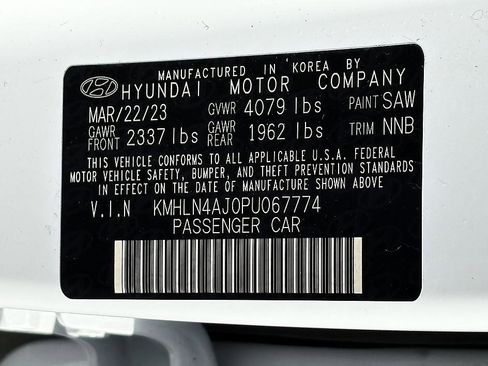 MANUFACTURED IN KOREA BY
HYUNDAI MOTOR COMPANY
MAR/22/23 GVWR 4079 lbs PAINT SAW
GAWR FRONT 2337 lbs GAWR REAR 1962 lbs TRIM NNB
THIS VEHICLE CONFORMS TO ALL APPLICABLE U.S.A. FEDERAL
MOTOR VEHICLE SAFETY, BUMPER, AND THEFT PREVENTION STANDARDS
IN EFFECT ON THE DATE OF MANUFACTURE SHOWN ABOVE
V.I.N KMHLN4AJ0PU067774
PASSENGER CAR